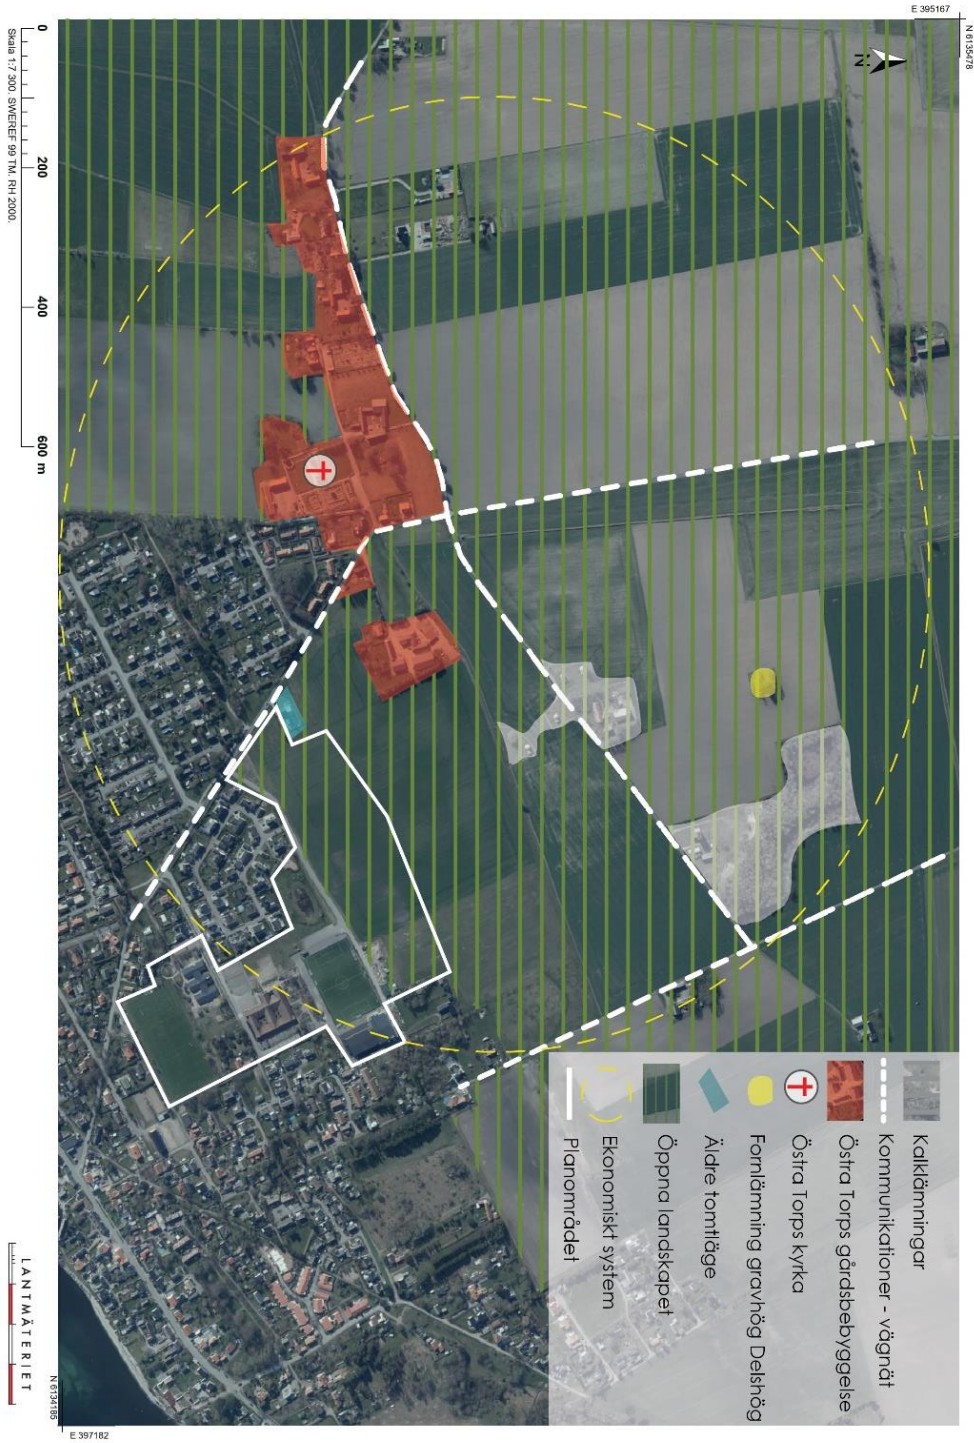 E 395167
N 6135478
N
Kalklämningar
Kommunikationer - vägnät
Östra Torps gårdsbebyggelse
Östra Torps kyrka
Fornlämning gravhög Delshög
Äldre tomtläge
Öppna landskapet
Ekonomiskt system
Planområdet
0
200
400
600 m
Skala 1:7 300. SWEREF 99 TM. RH 2000.
LANTMÄTERIET
N 6134185
E 397182